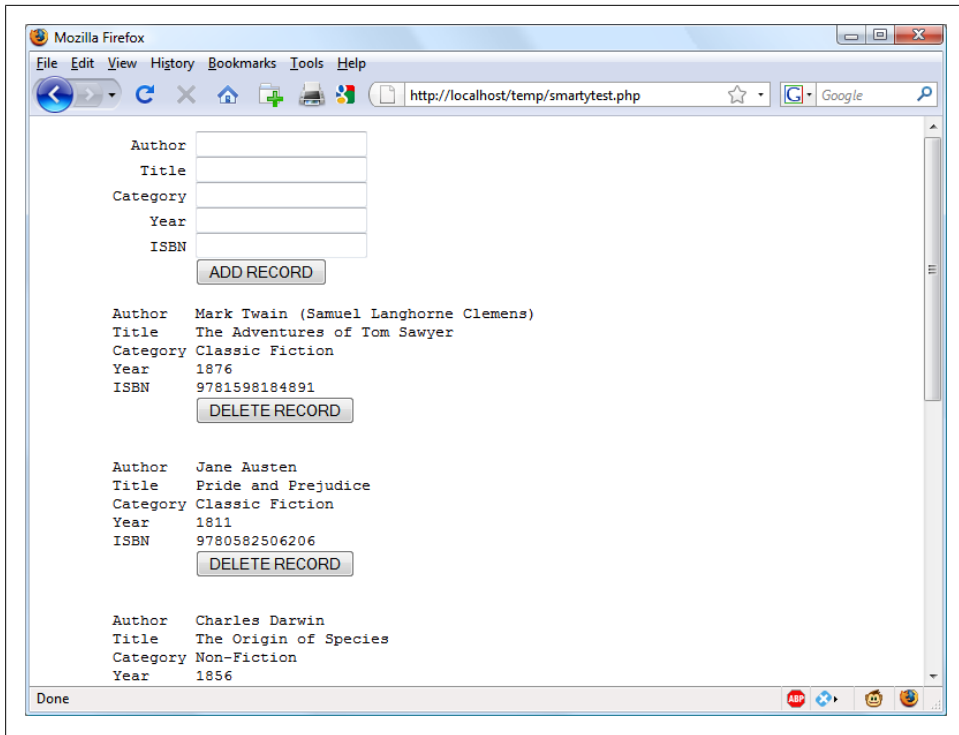 Mozilla Firefox
File Edit View History Bookmarks Tools Help
http://localhost/temp/smartytest.php
G Google
Author
Title
Category
Year
ISBN
ADD RECORD
Author Mark Twain (Samuel Langhorne Clemens)
Title The Adventures of Tom Sawyer
Category Classic Fiction
Year 1876
ISBN 9781598184891
DELETE RECORD
Author Jane Austen
Title Pride and Prejudice
Category Classic Fiction
Year 1811
ISBN 9780582506206
DELETE RECORD
Author Charles Darwin
Title The Origin of Species
Category Non-Fiction
Year 1856
Done
ABP